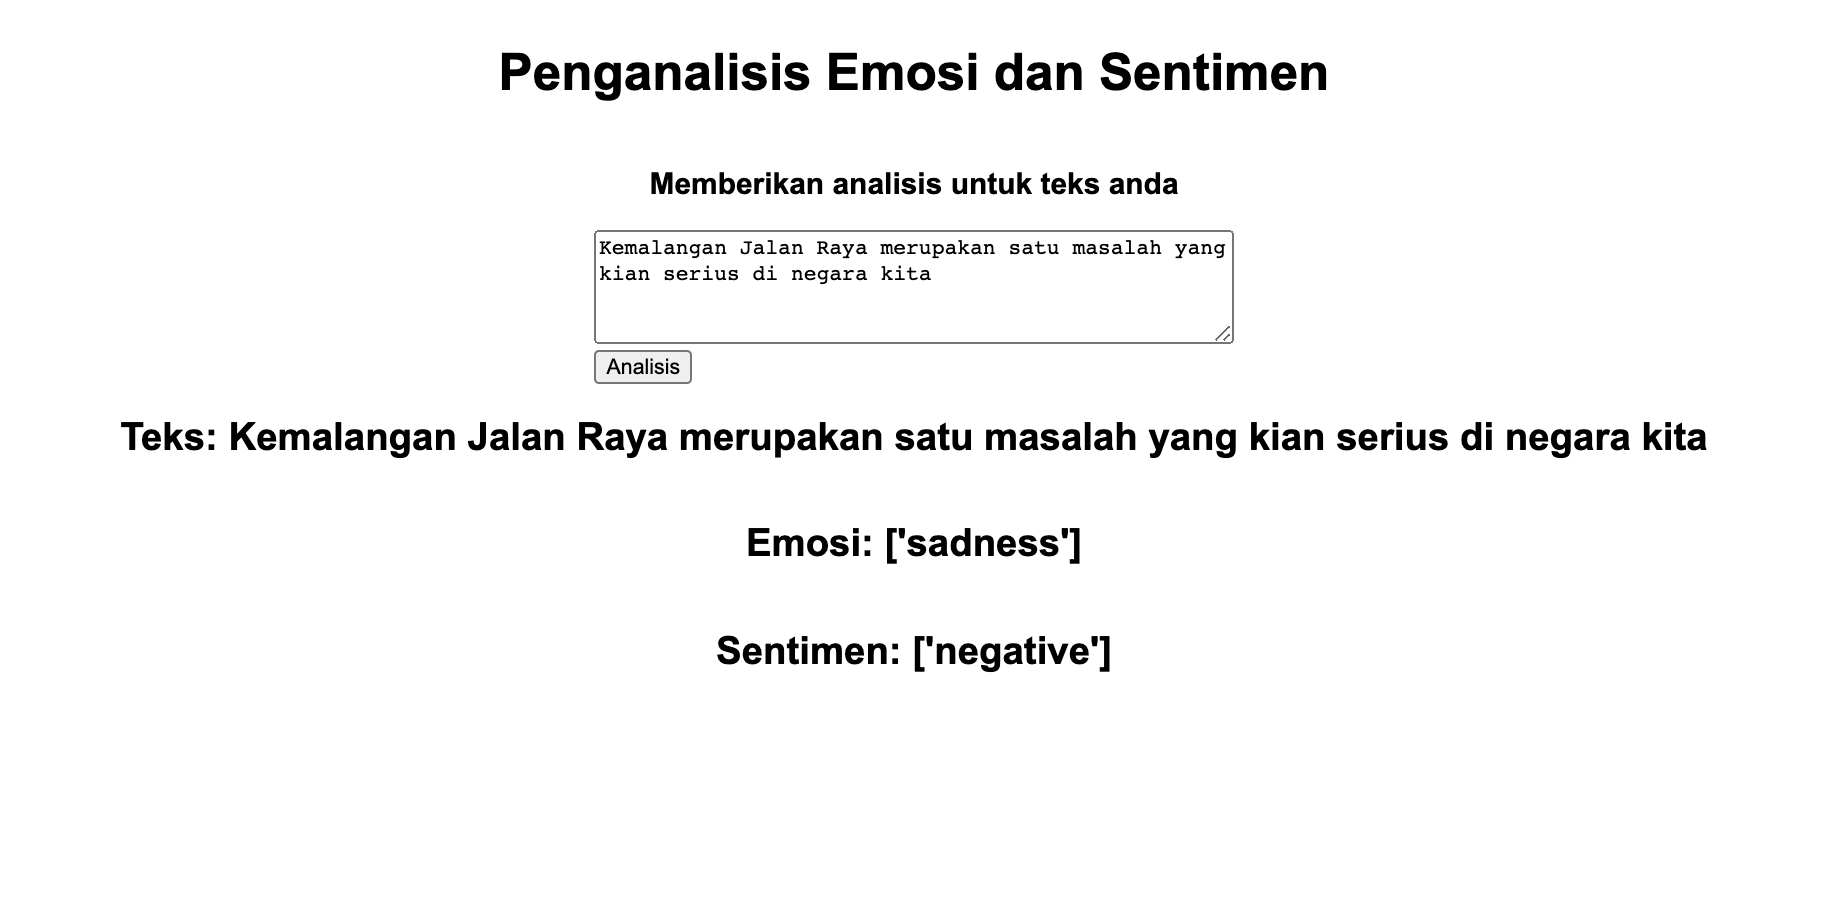 Penganalisis Emosi dan Sentimen
Memberikan analisis untuk teks anda
Kemalangan Jalan Raya merupakan satu masalah yang
kian serius di negara kita
Analisis
Teks: Kemalangan Jalan Raya merupakan satu masalah yang kian serius di negara kita
Emosi: ['sadness']
Sentimen: ['negative']